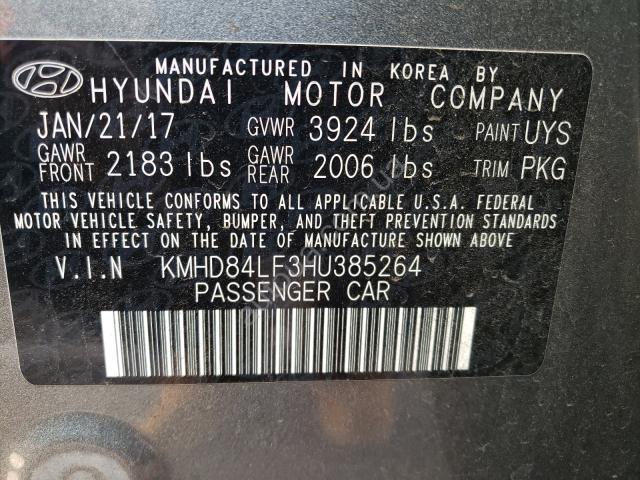 MANUFACTURED IN KOREA BY
HYUNDAI MOTOR COMPANY
JAN/21/17 GVWR 3924 lbs PAINT UYS
GAWR FRONT 2183 lbs GAWR REAR 2006 lbs TRIM PKG
THIS VEHICLE CONFORMS TO ALL APPLICABLE U.S.A. FEDERAL
MOTOR VEHICLE SAFETY, BUMPER, AND THEFT PREVENTION STANDARDS
IN EFFECT ON THE DATE OF MANUFACTURE SHOWN ABOVE.
V.I.N KMHD84LF3HU385264
PASSENGER CAR